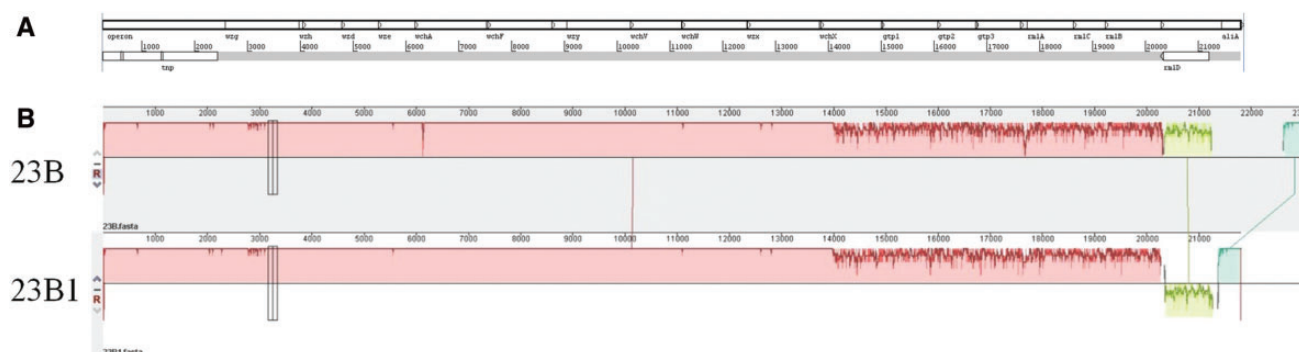 A
operon wzg wzh wzd wze wchA wchF wzy wchV wchW wzx wchX gtp1 gtp2 gtp3 rmlA rmlC rmlB aliA
1000 2000 3000 4000 5000 6000 7000 8000 9000 10000 11000 12000 13000 14000 15000 16000 17000 18000 19000 20000 21000
tnp rmlD
B
1000 2000 3000 4000 5000 6000 7000 8000 9000 10000 11000 12000 13000 14000 15000 16000 17000 18000 19000 20000 21000 22000
23B
R
23B.fasta
1000 2000 3000 4000 5000 6000 7000 8000 9000 10000 11000 12000 13000 14000 15000 16000 17000 18000 19000 20000 21000
23B1
R
23B1.fasta